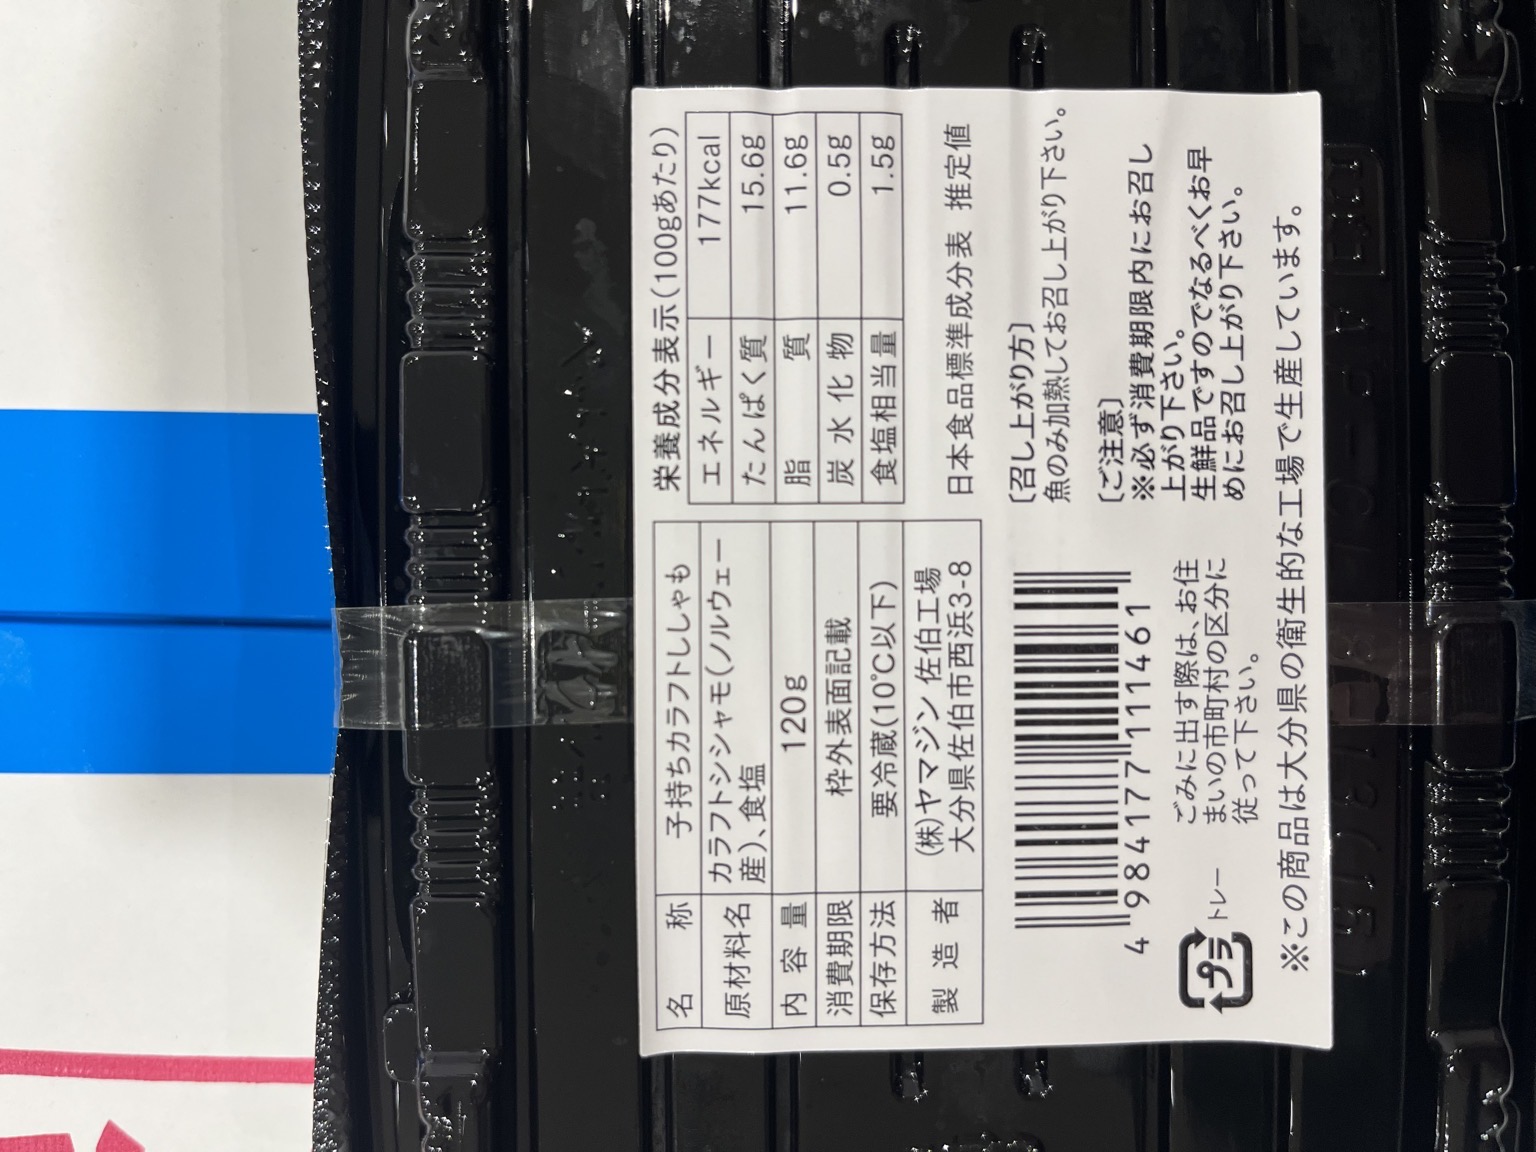 名 称 子持ちカラフトししゃも
原材料名 カラフトシシャモ(ノルウェー
産)、食塩
内容量 120g
消費期限 枠外表面記載
保存方法 要冷蔵(10℃以下)
製造者 (株)ヤマジン 佐伯工場
大分県佐伯市西浜3-8
栄養成分表示(100gあたり)
エネルギー 177kcal
たんぱく質 15.6g
脂質 11.6g
炭水化物 0.5g
食塩相当量 1.5g
日本食品標準成分表 推定値
〔召し上がり方〕
魚のみ加熱してお召し上がり下さい。
〔ご注意〕
※必ず消費期限内にお召し
上がり下さい。
生鮮品ですのでなるべくお早
めにお召し上がり下さい。
4 984177 111461
プラ
トレー
ごみに出す際は、お住
まいの市町村の区分に
従って下さい。
※この商品は大分県の衛生的な工場で生産しています。